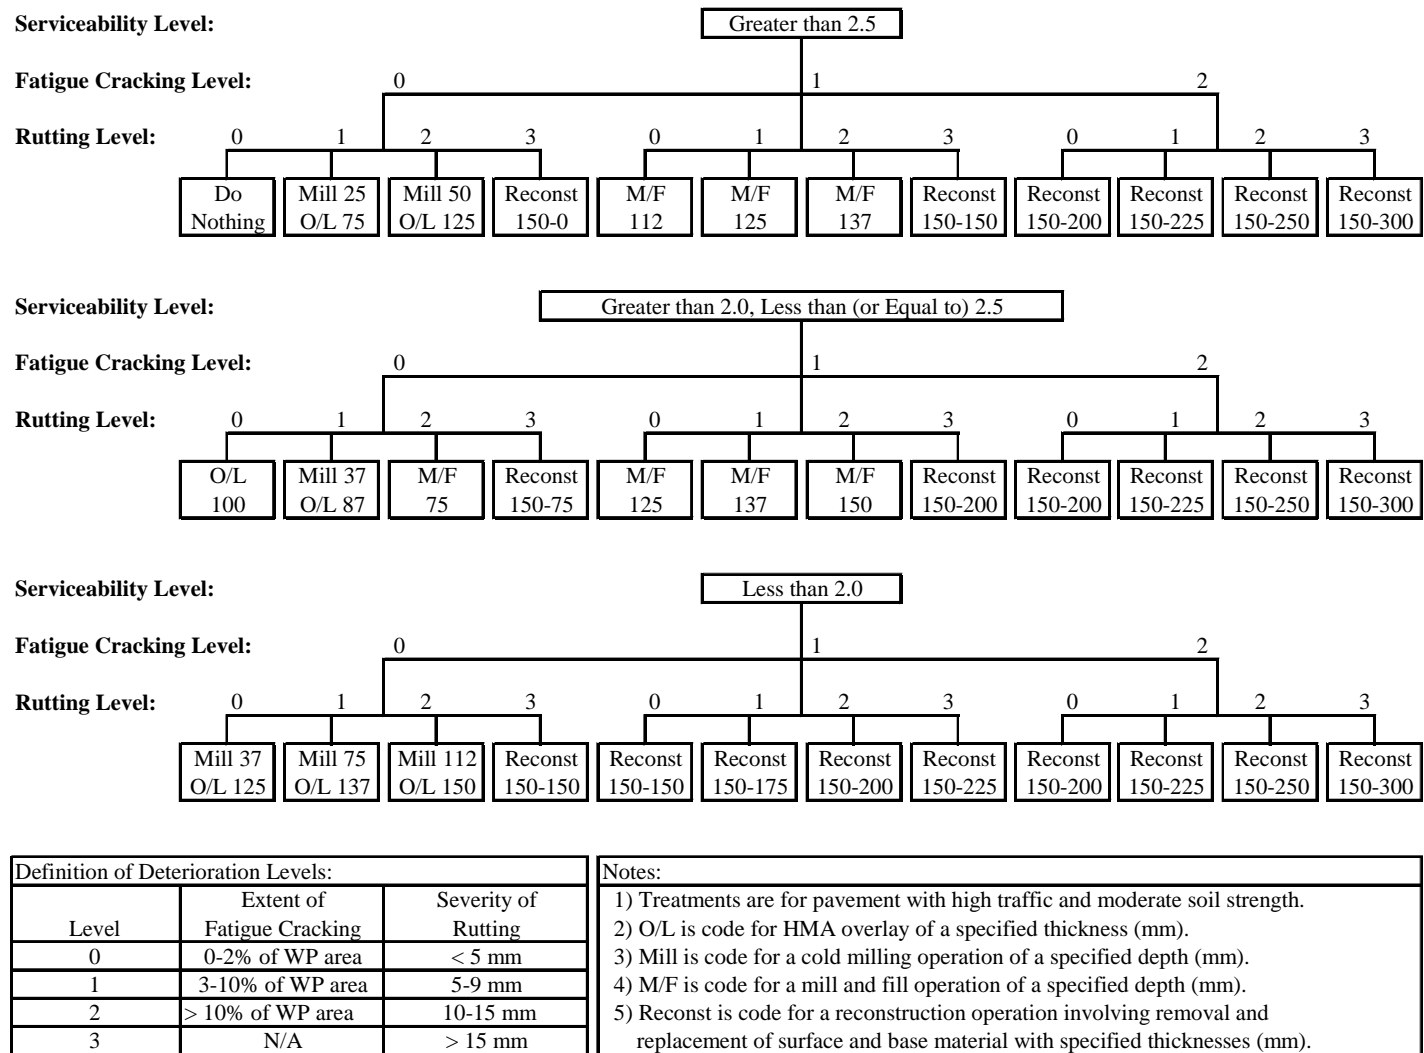 Serviceability Level: Greater than 2.5
Fatigue Cracking Level: 0 1 2
Rutting Level: 0 1 2 3 0 1 2 3 0 1 2 3
Do Mill 25 Mill 50 Reconst M/F M/F M/F Reconst Reconst Reconst Reconst Reconst
Nothing O/L 75 O/L 125 150-0 112 125 137 150-150 150-200 150-225 150-250 150-300
Serviceability Level: Greater than 2.0, Less than (or Equal to) 2.5
Fatigue Cracking Level: 0 1 2
Rutting Level: 0 1 2 3 0 1 2 3 0 1 2 3
O/L Mill 37 M/F Reconst M/F M/F M/F Reconst Reconst Reconst Reconst Reconst
100 O/L 87 75 150-75 125 137 150 150-200 150-200 150-225 150-250 150-300
Serviceability Level: Less than 2.0
Fatigue Cracking Level: 0 1 2
Rutting Level: 0 1 2 3 0 1 2 3 0 1 2 3
Mill 37 Mill 75 Mill 112 Reconst Reconst Reconst Reconst Reconst Reconst Reconst Reconst Reconst
O/L 125 O/L 137 O/L 150 150-150 150-150 150-175 150-200 150-225 150-200 150-225 150-250 150-300
Definition of Deterioration Levels:
Extent of Severity of
Level Fatigue Cracking Rutting
0 0-2% of WP area < 5 mm
1 3-10% of WP area 5-9 mm
2 > 10% of WP area 10-15 mm
3 N/A > 15 mm
Notes:
1) Treatments are for pavement with high traffic and moderate soil strength.
2) O/L is code for HMA overlay of a specified thickness (mm).
3) Mill is code for a cold milling operation of a specified depth (mm).
4) M/F is code for a mill and fill operation of a specified depth (mm).
5) Reconst is code for a reconstruction operation involving removal and
replacement of surface and base material with specified thicknesses (mm).